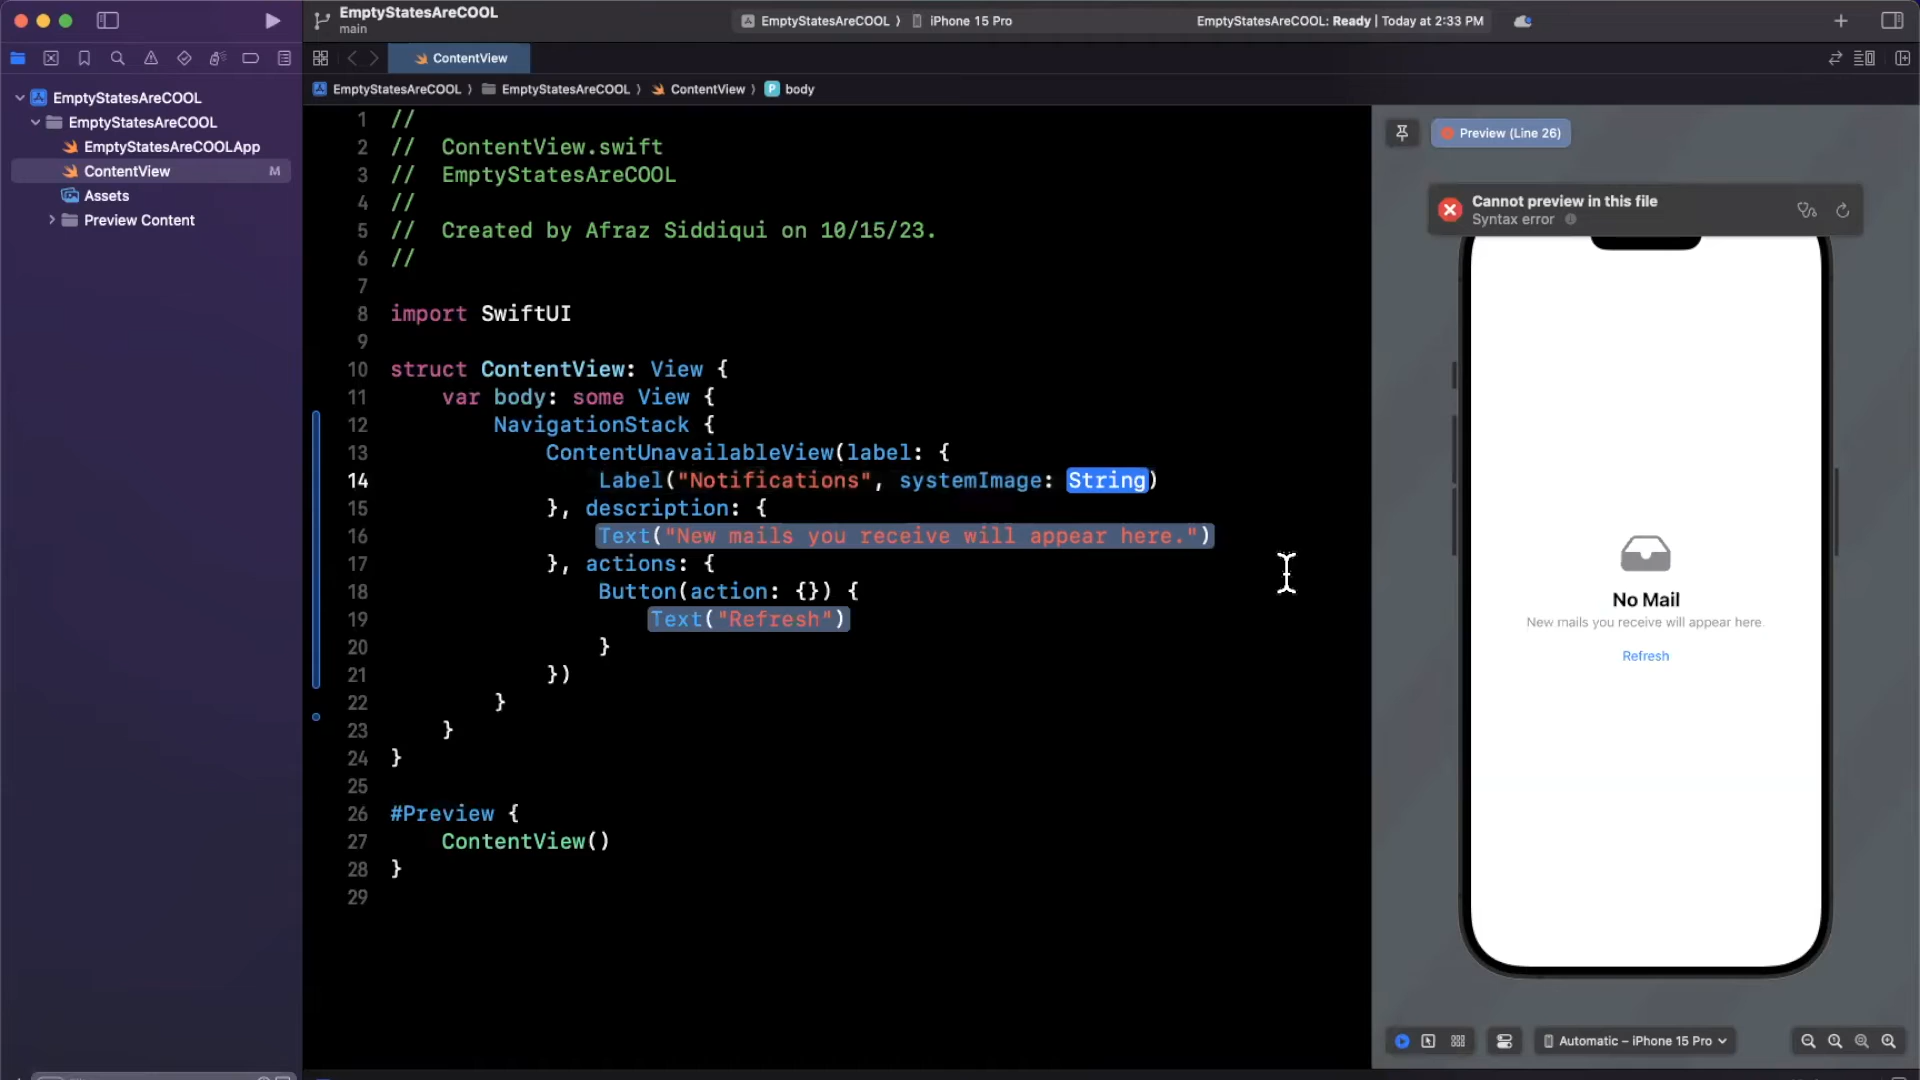 EmptyStatesAreCOOL
main
EmptyStatesAreCOOL 〉 iPhone 15 Pro
EmptyStatesAreCOOL: Ready | Today at 2:33 PM
ContentView
EmptyStatesAreCOOL 〉 EmptyStatesAreCOOL 〉 ContentView 〉 P body
EmptyStatesAreCOOL
EmptyStatesAreCOOL
EmptyStatesAreCOOLApp
ContentView M
Assets
Preview Content
1 //
2 //  ContentView.swift
3 //  EmptyStatesAreCOOL
4 //
5 //  Created by Afraz Siddiqui on 10/15/23.
6 //
7
8 import SwiftUI
9
10 struct ContentView: View {
11     var body: some View {
12         NavigationStack {
13             ContentUnavailableView(label: {
14                 Label("Notifications", systemImage: String)
15             }, description: {
16                 Text("New mails you receive will appear here.")
17             }, actions: {
18                 Button(action: {}) {
19                     Text("Refresh")
20                 }
21             })
22         }
23     }
24 }
25
26 #Preview {
27     ContentView()
28 }
29
Preview (Line 26)
Cannot preview in this file
Syntax error
No Mail
New mails you receive will appear here.
Refresh
Automatic – iPhone 15 Pro